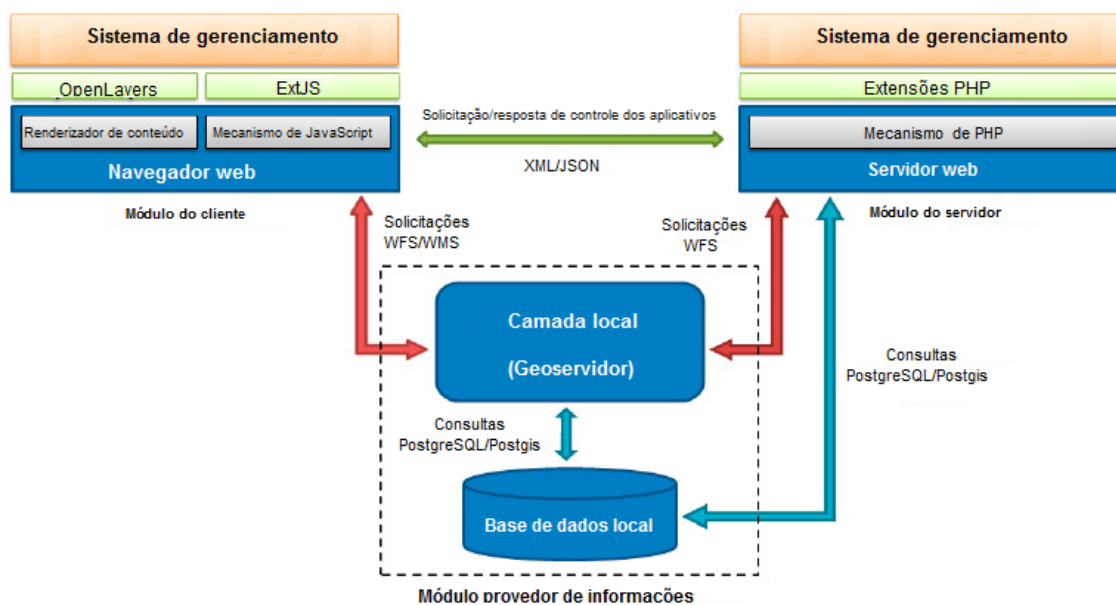 Sistema de gerenciamento
OpenLayers
ExtJS
Renderizador de conteúdo
Mecanismo de JavaScript
Navegador web
Módulo do cliente
Solicitação/resposta de controle dos aplicativos
XML/JSON
Sistema de gerenciamento
Extensões PHP
Mecanismo de PHP
Servidor web
Módulo do servidor
Solicitações
WFS/WMS
Solicitações
WFS
Camada local
(Geoservidor)
Consultas
PostgreSQL/Postgis
Consultas
PostgreSQL/Postgis
Base de dados local
Módulo provedor de informações